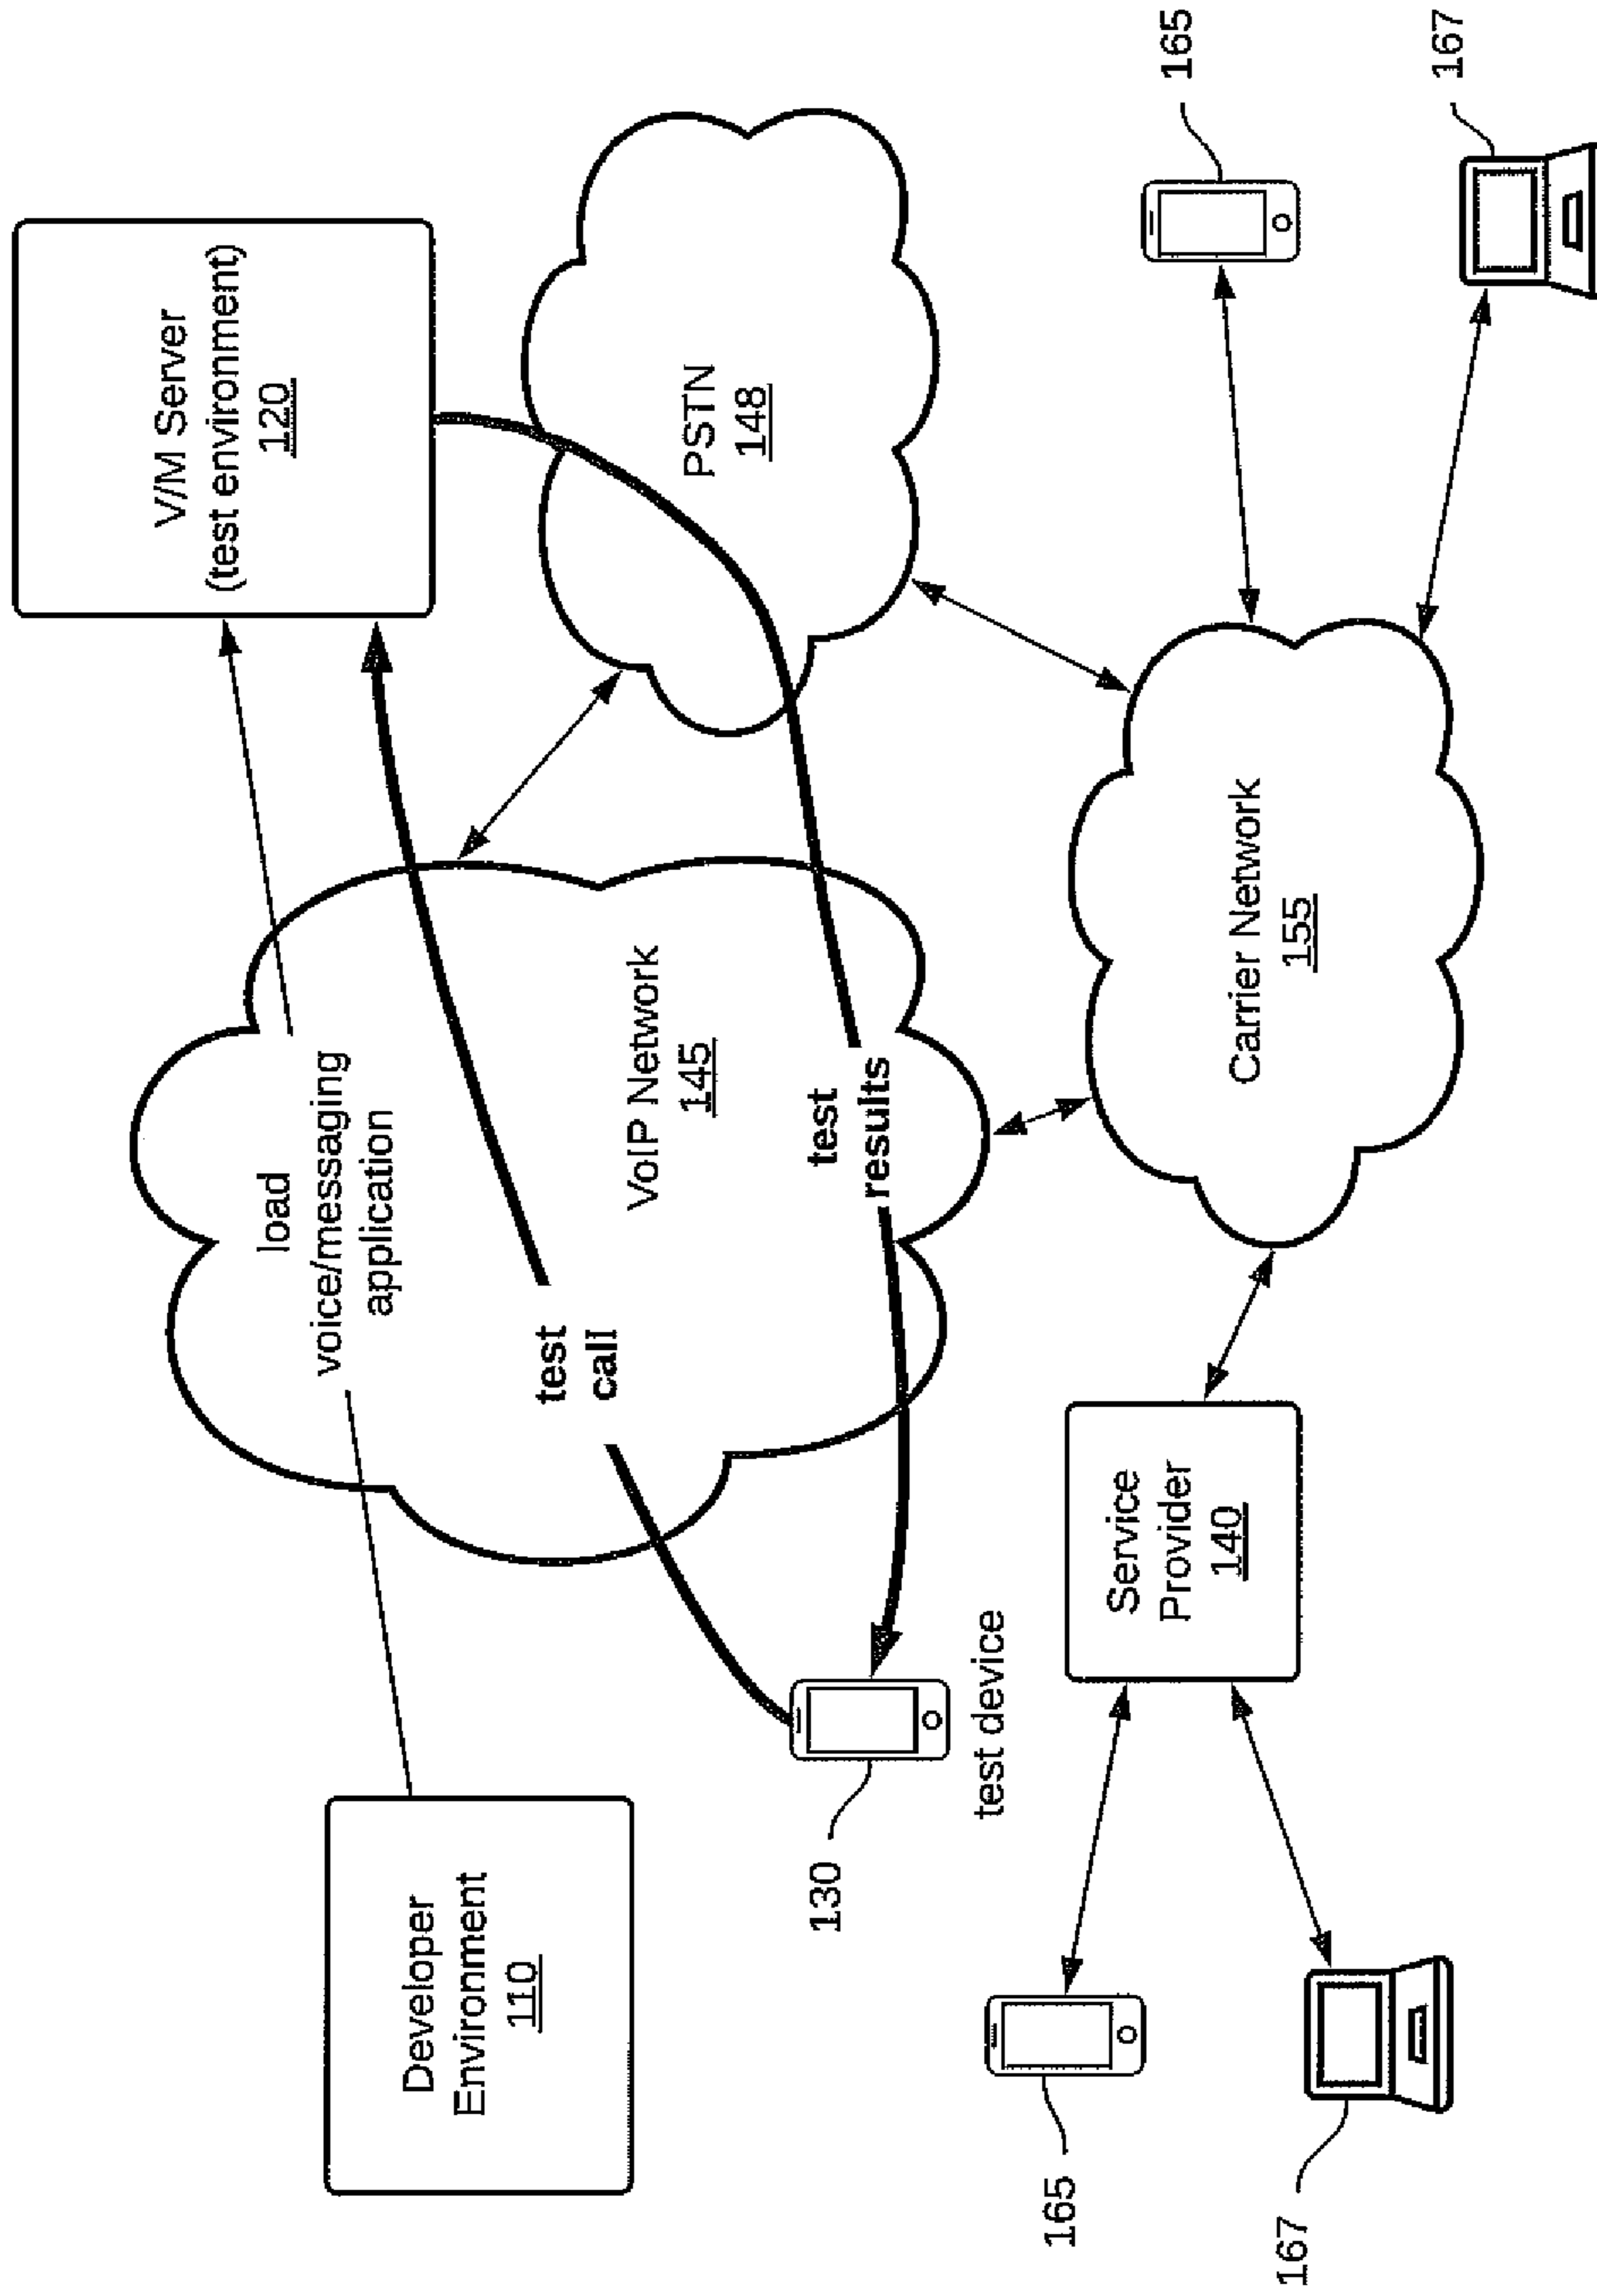 Developer
Environment
110
load
voice/messaging
application
V/M Server
(test environment)
120
test
call
VoIP Network
145
PSTN
148
test
results
130
test device
Service
Provider
140
Carrier Network
155
165
167
165
167